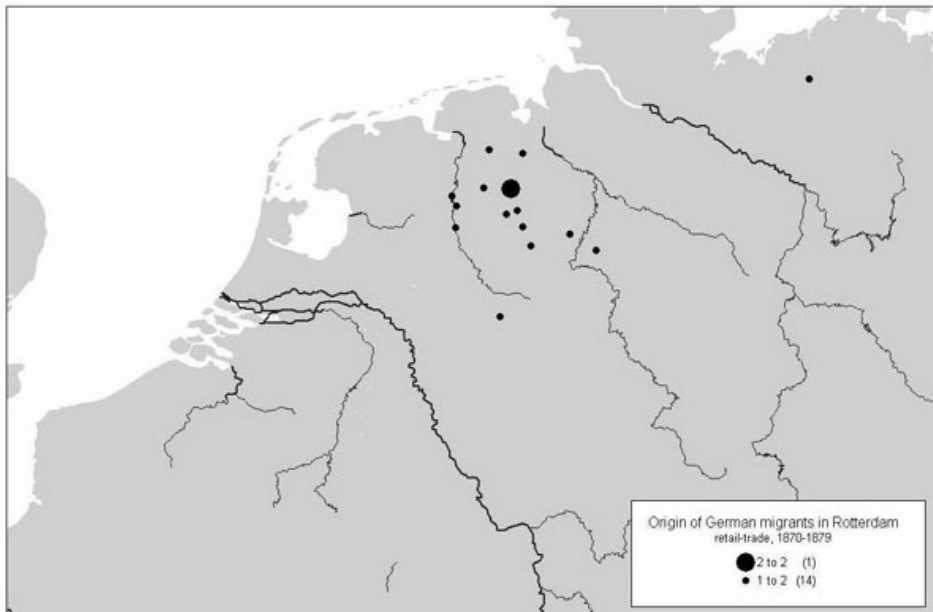 Origin of German migrants in Rotterdam
retail-trade, 1870-1879
2 to 2 (1)
1 to 2 (14)